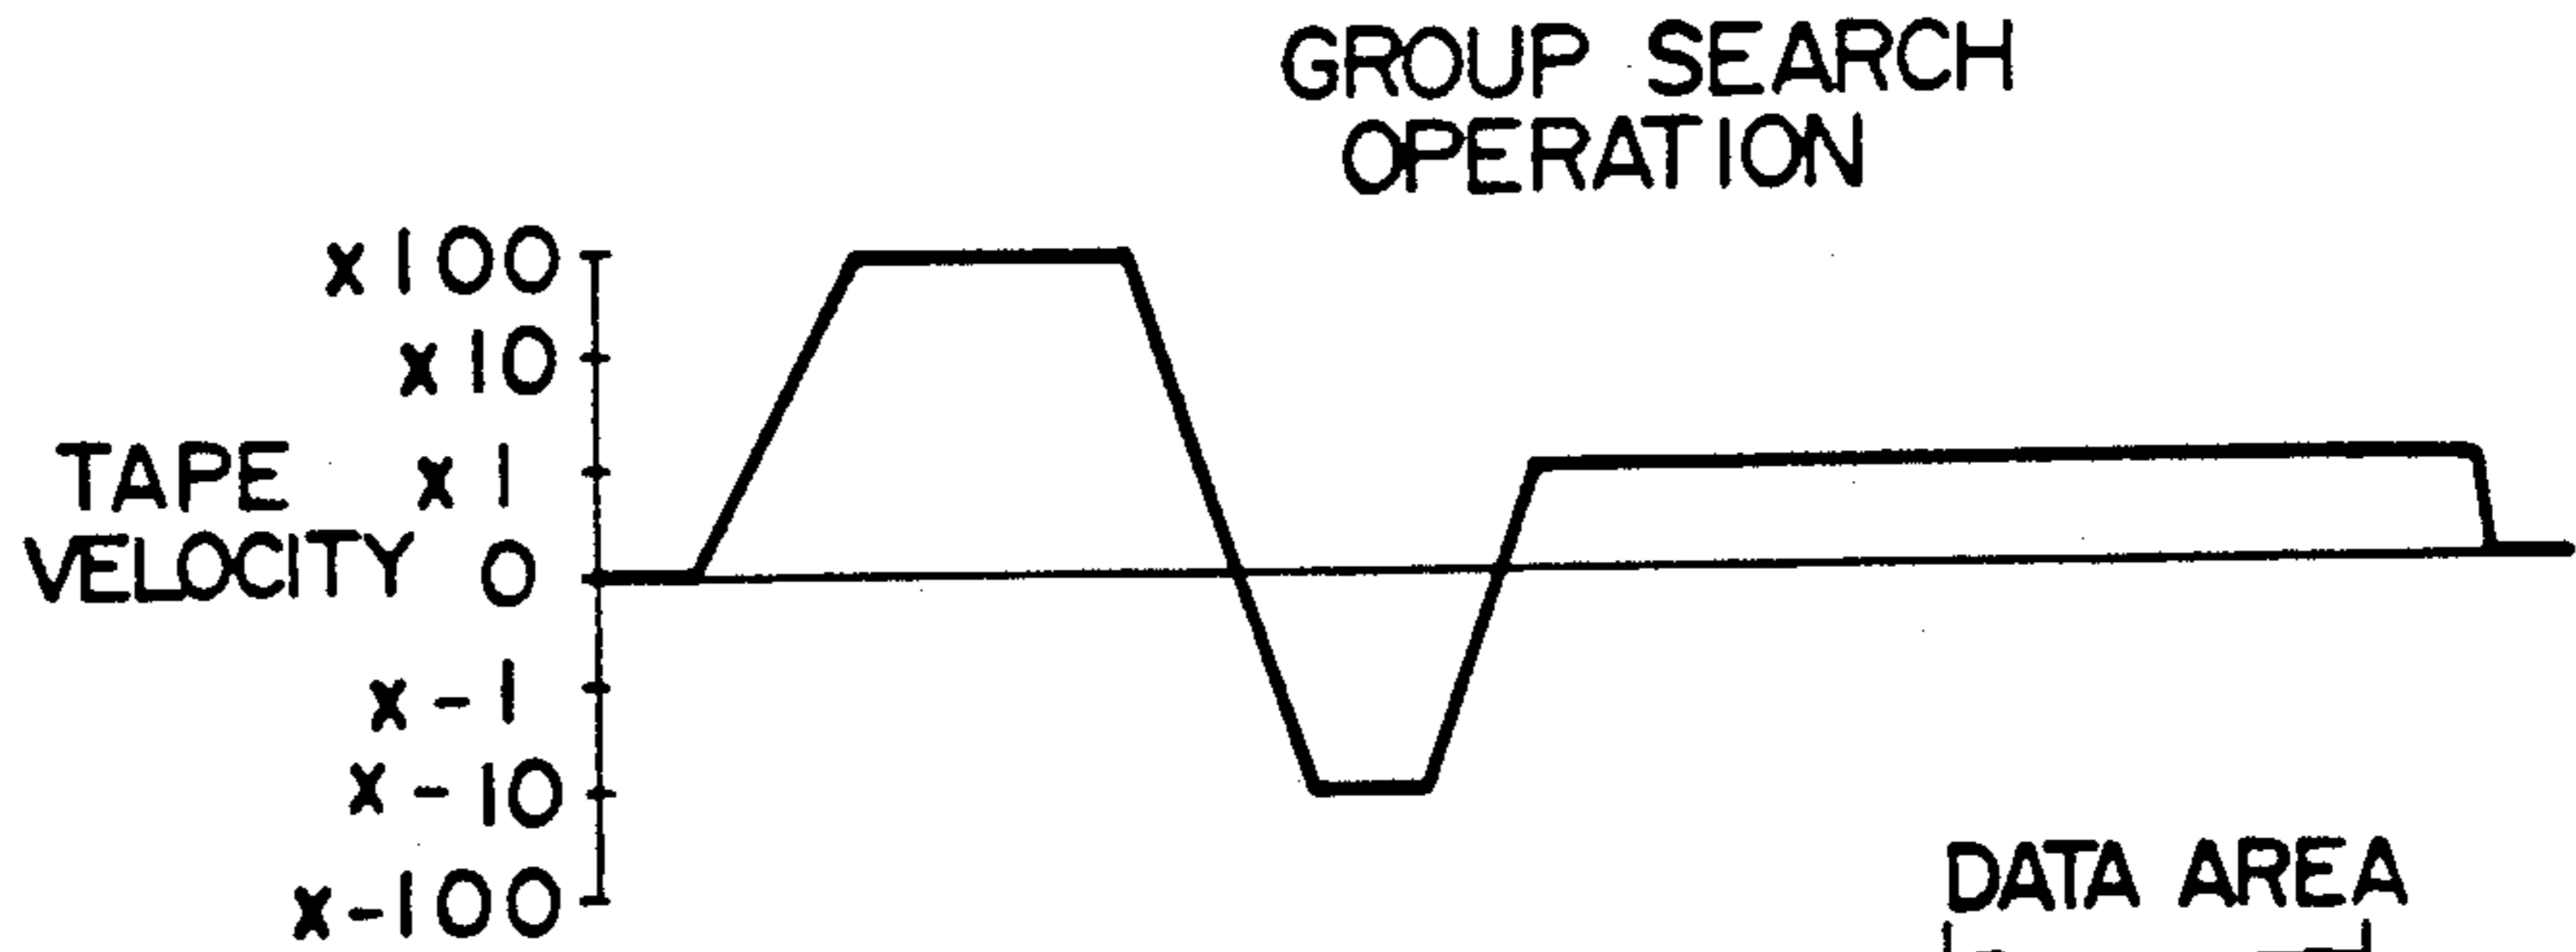 GROUP SEARCH
OPERATION
x100
x10
TAPE x1
VELOCITY 0
x-1
x-10
x-100
DATA AREA